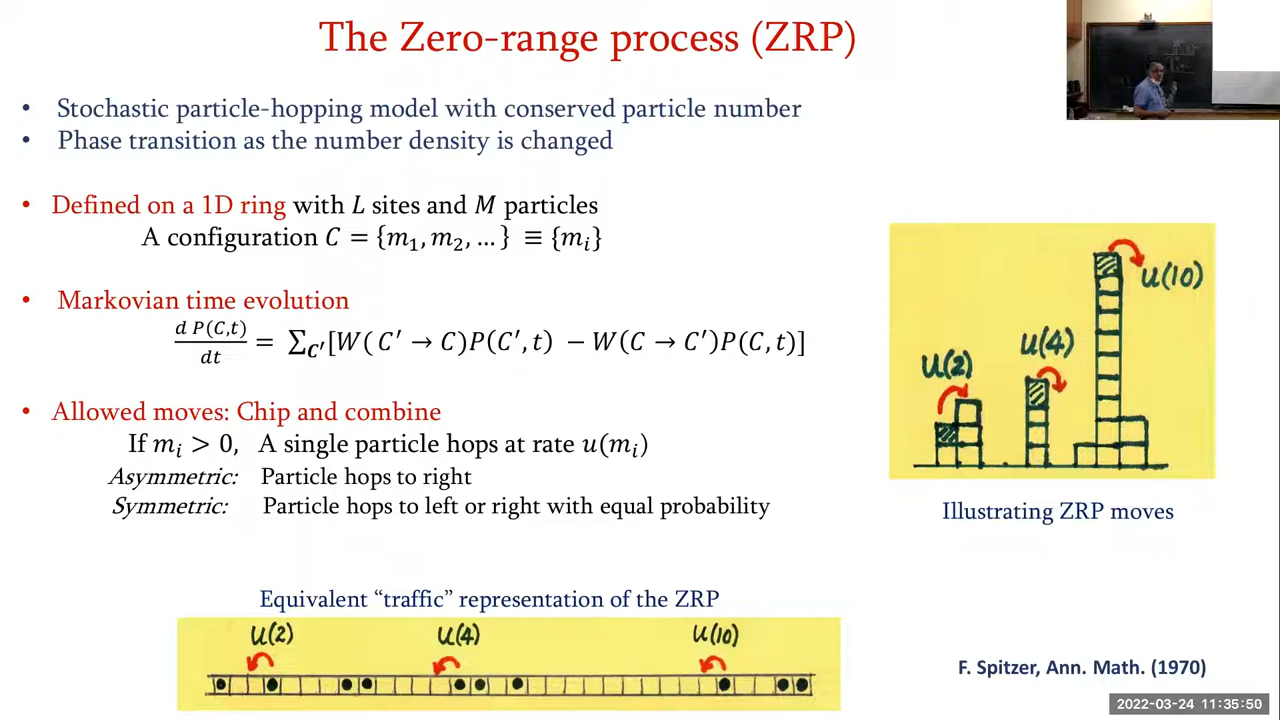 The Zero-range process (ZRP)
• Stochastic particle-hopping model with conserved particle number
• Phase transition as the number density is changed
• Defined on a 1D ring with L sites and M particles
A configuration C = {m₁, m₂, … } ≡ {mᵢ}
• Markovian time evolution
d P(C,t)/dt = ∑_C′[W( C′ → C)P(C′, t) − W(C → C′)P(C, t)]
• Allowed moves: Chip and combine
If mᵢ > 0, A single particle hops at rate u(mᵢ)
Asymmetric: Particle hops to right
Symmetric: Particle hops to left or right with equal probability
u(10)
u(4)
u(2)
Illustrating ZRP moves
Equivalent “traffic” representation of the ZRP
u(2) u(4) u(10)
F. Spitzer, Ann. Math. (1970)
2022-03-24 11:35:50